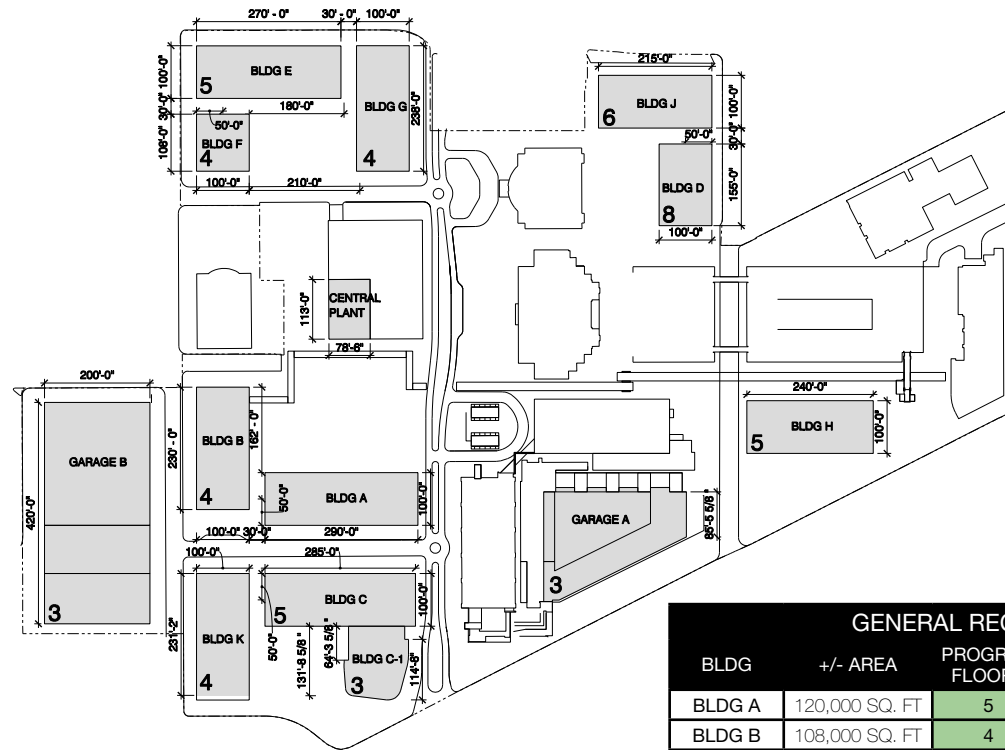 270' - 0"
30' - 0"
100'-0"
100'-0"
BLDG E
5
30'-0"
180'-0"
50'-0"
108'-0"
BLDG F
4
BLDG G
238'-0"
4
100'-0"
210'-0"
215'-0"
BLDG J
6
100'-0"
50'-0"
30'-0"
BLDG D
8
155'-0"
100'-0"
CENTRAL
PLANT
113'-0"
78'-6"
200'-0"
GARAGE B
420'-0"
3
230' - 0"
BLDG B
4
162' - 0"
BLDG A
50'-0"
100'-0"
100'-0"
30'-0"
290'-0"
240'-0"
BLDG H
5
100'-0"
GARAGE A
85'-5 5/8 "
3
100'-0"
285'-0"
BLDG C
5
100'-0"
231'-2"
BLDG K
4
50'-0"
131'-8 5/8 "
64'-3 5/8 "
BLDG C-1
3
114'-8"
GENERAL REQ
BLDG
+/- AREA
PROGR
FLOOR
BLDG A
120,000 SQ. FT
5
BLDG B
108,000 SQ. FT
4